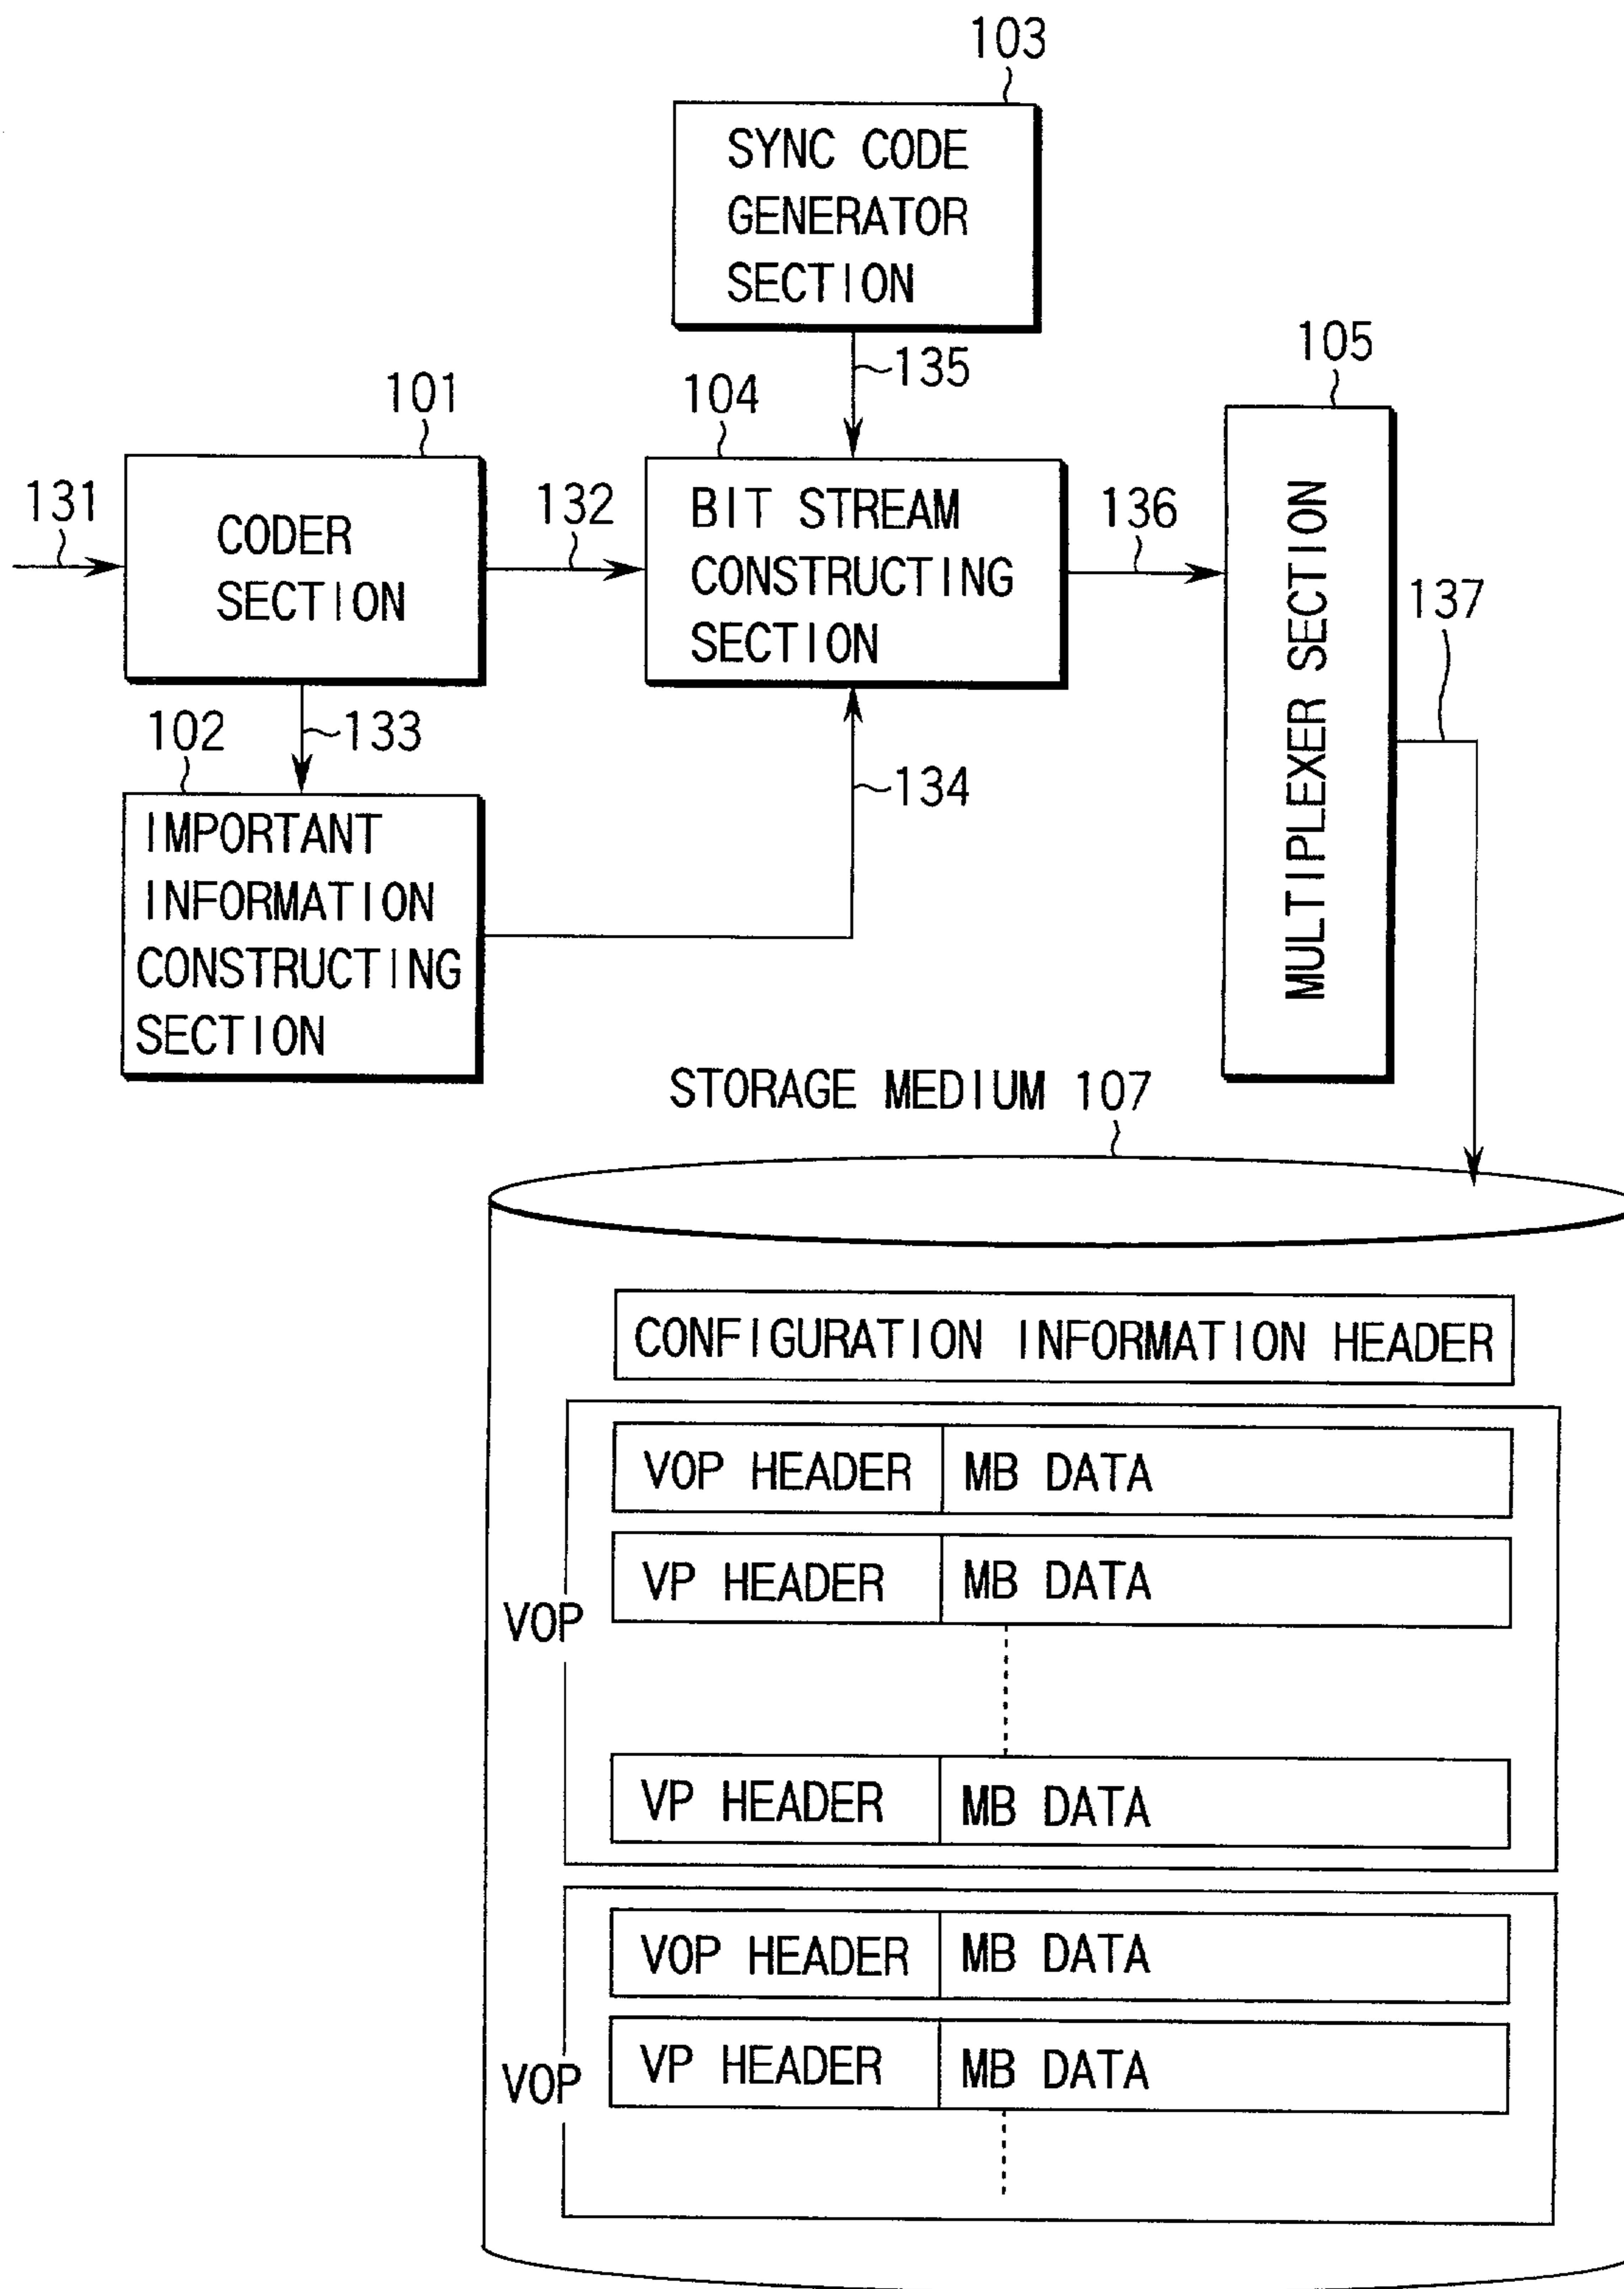 103
SYNC CODE
GENERATOR
SECTION
135
105
101
104
131
CODER
SECTION
132
BIT STREAM
CONSTRUCTING
SECTION
136
MULTIPLEXER SECTION
137
102
133
134
IMPORTANT
INFORMATION
CONSTRUCTING
SECTION
STORAGE MEDIUM 107
CONFIGURATION INFORMATION HEADER
VOP HEADER MB DATA
VP HEADER MB DATA
VOP
VP HEADER MB DATA
VOP HEADER MB DATA
VP HEADER MB DATA
VOP